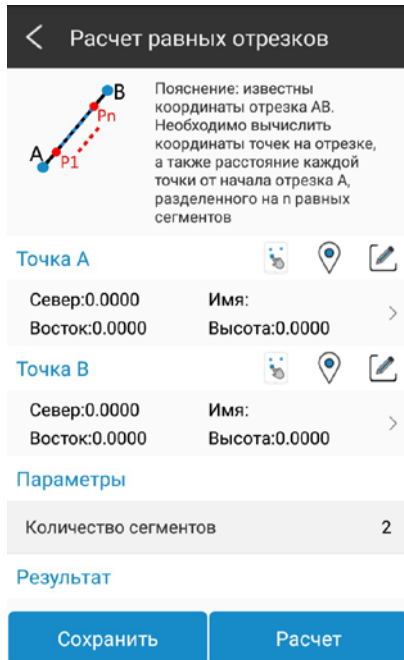 Расчет равных отрезков
B
Pn
A
P1
Пояснение: известны
координаты отрезка АВ.
Необходимо вычислить
координаты точек на отрезке,
а также расстояние каждой
точки от начала отрезка А,
разделенного на n равных
сегментов
Точка А
Север:0.0000 Имя:
Восток:0.0000 Высота:0.0000
Точка В
Север:0.0000 Имя:
Восток:0.0000 Высота:0.0000
Параметры
Количество сегментов 2
Результат
Сохранить Расчет